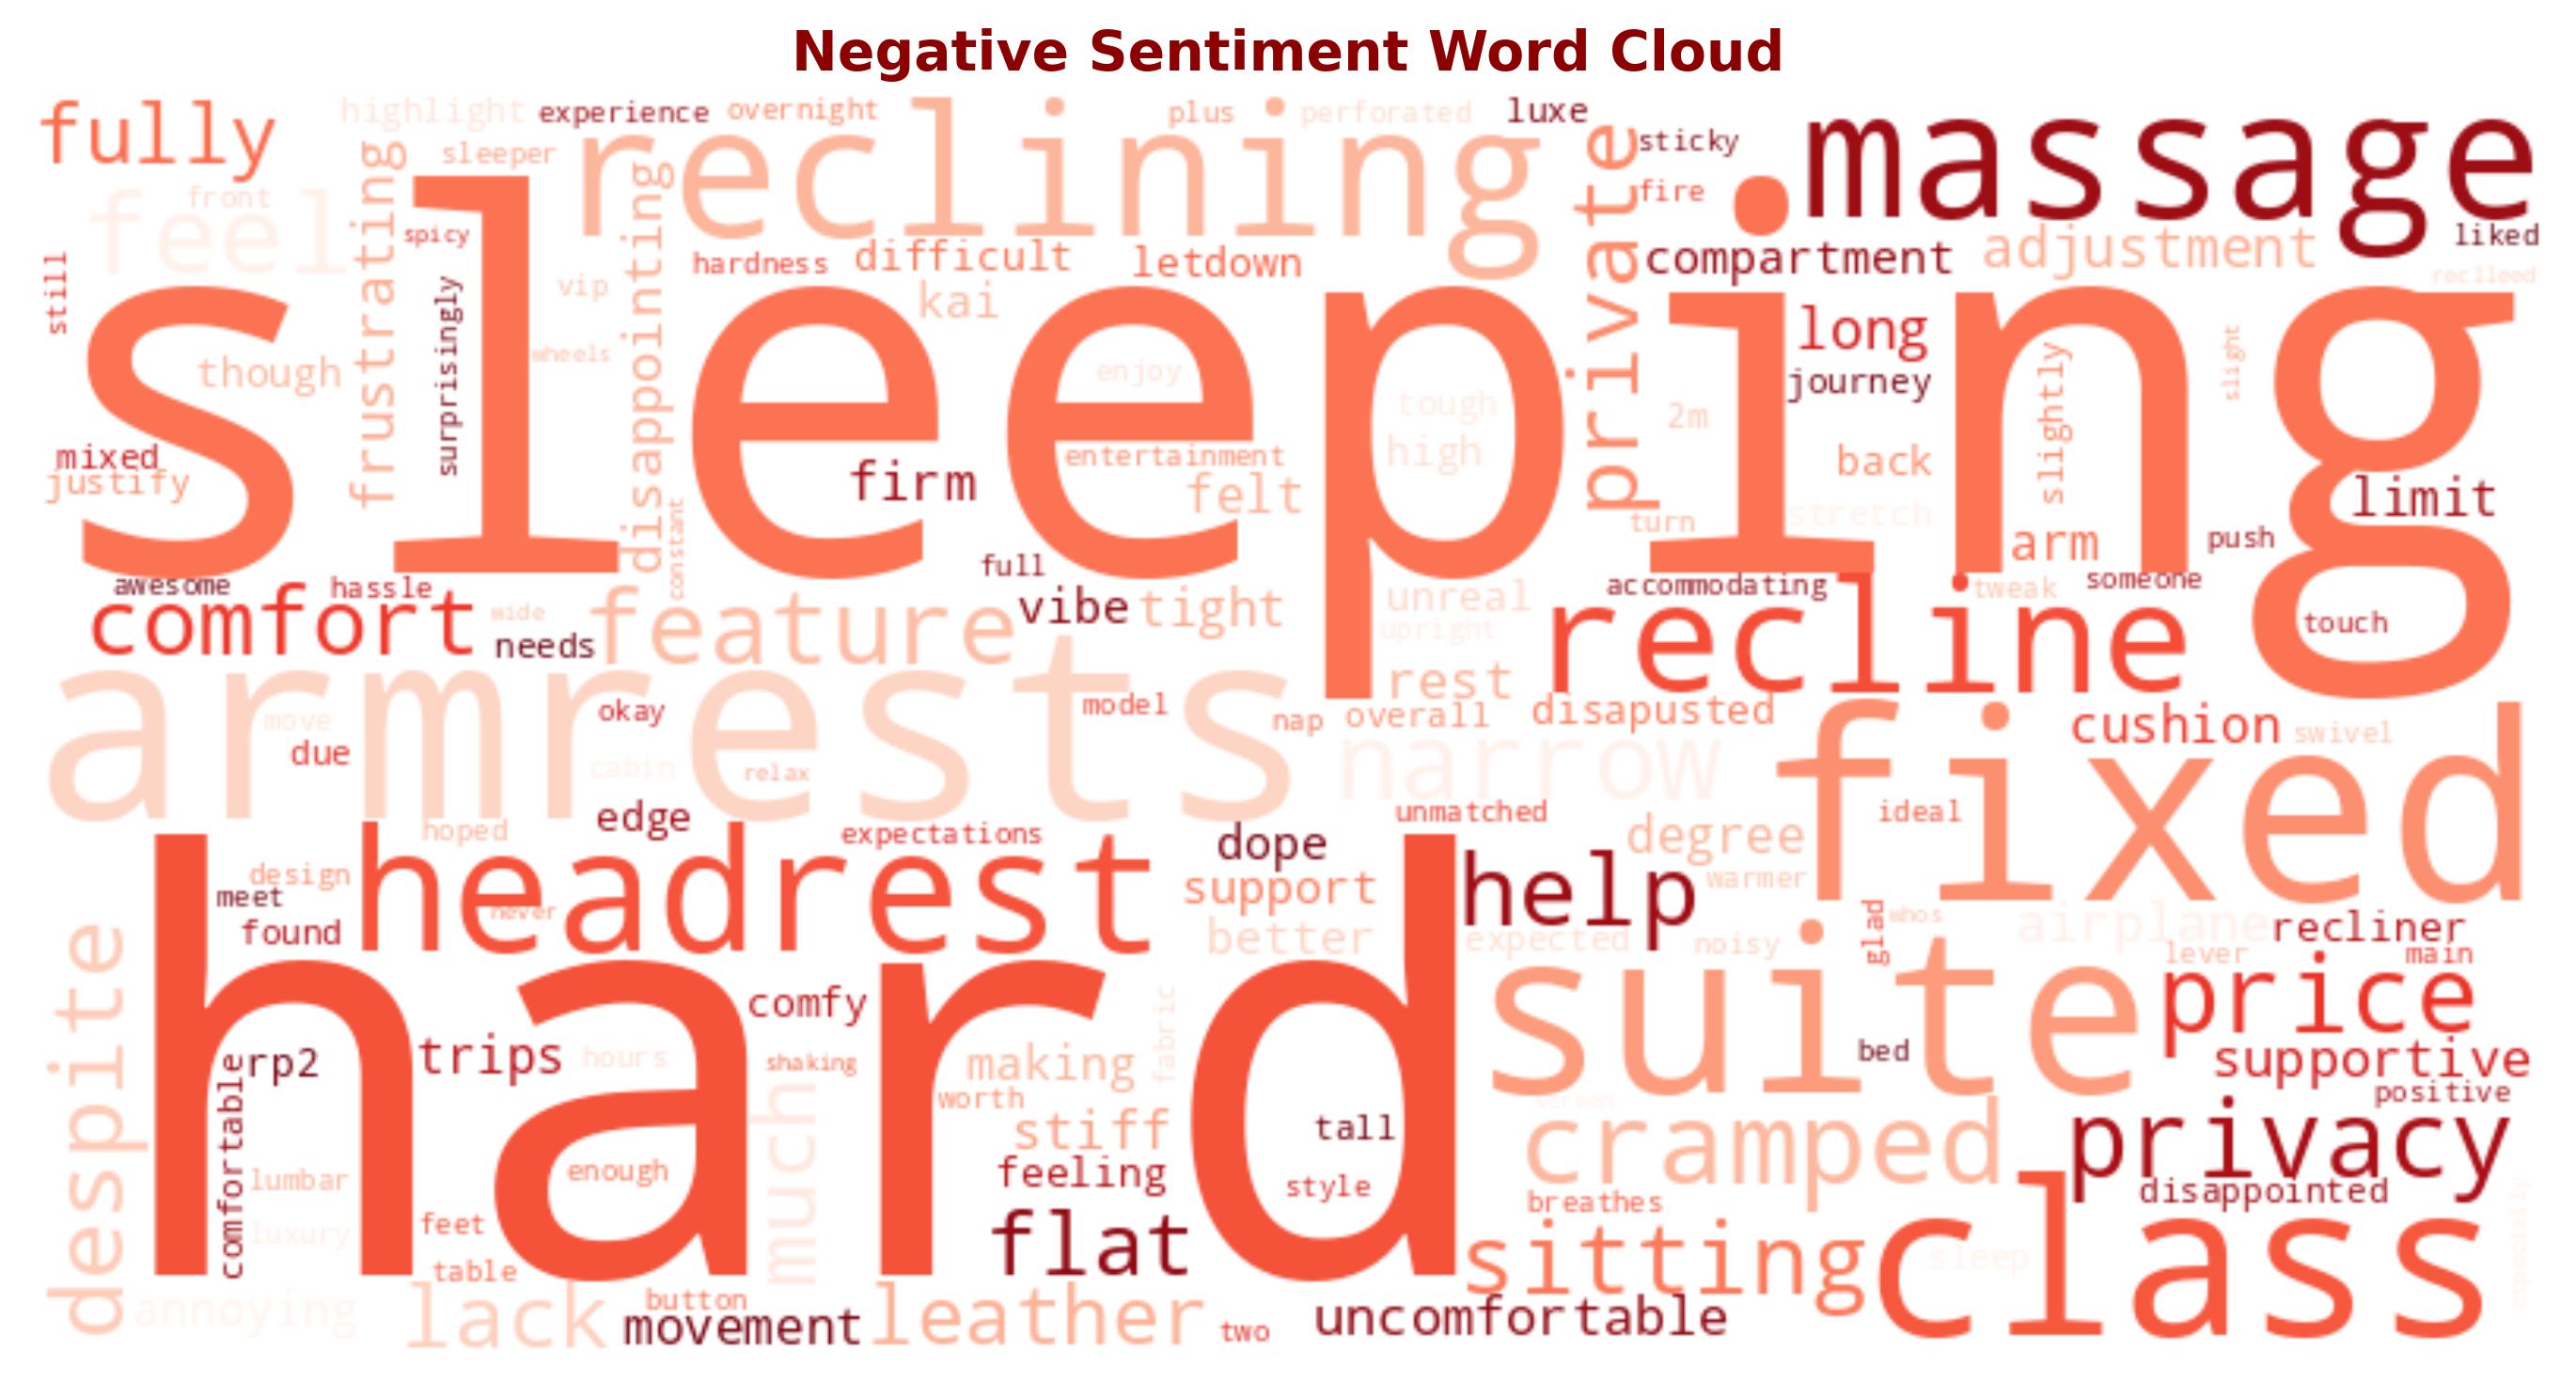 Negative Sentiment Word Cloud
fully
highlight
experience
overnight
reclining
plus
perforated
luxe
massage
sticky
fire
private
sleeper
frustrating
disappointing
feel
front
spicy
surprisingly
still
vip
wheels
hardness
difficult
letdown
kai
compartment
adjustment
liked
reclleed
sleeping
though
enjoy
tough
high
entertainment
felt
firm
long
journey
2m
back
slightly
slight
stretch
turn
limit
push
arm
mixed
justify
constant
full
awesome
hassle
comfort
wide
needs
feature
vibe
tight
unreal
upright
accommodating
recline
tweak
someone
touch
armrests
move
due
okay
cabin
relax
model
nap
overall
rest
disapusted
narrow
fixed
cushion
swivel
edge
hoped
headrest
expectations
unmatched
dope
support
better
help
degree
warmer
ideal
expected
noisy
glad
whos
airplane
recliner
lever
main
design
meet
found
never
despite
hard
comfy
rp2
comfortable
trips
hours
shaking
much
making
worth
fabric
stiff
feeling
tall
style
enough
lumbar
luxury
feet
table
flat
suite
bed
price
supportive
positive
screen
cramped
privacy
disappointed
breathes
sitting
class
sleep
especially
annoying
lack
button
movement
leather
two
uncomfortable